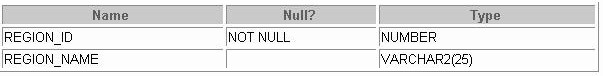 Name Null? Type
REGION_ID NOT NULL NUMBER
REGION_NAME VARCHAR2(25)